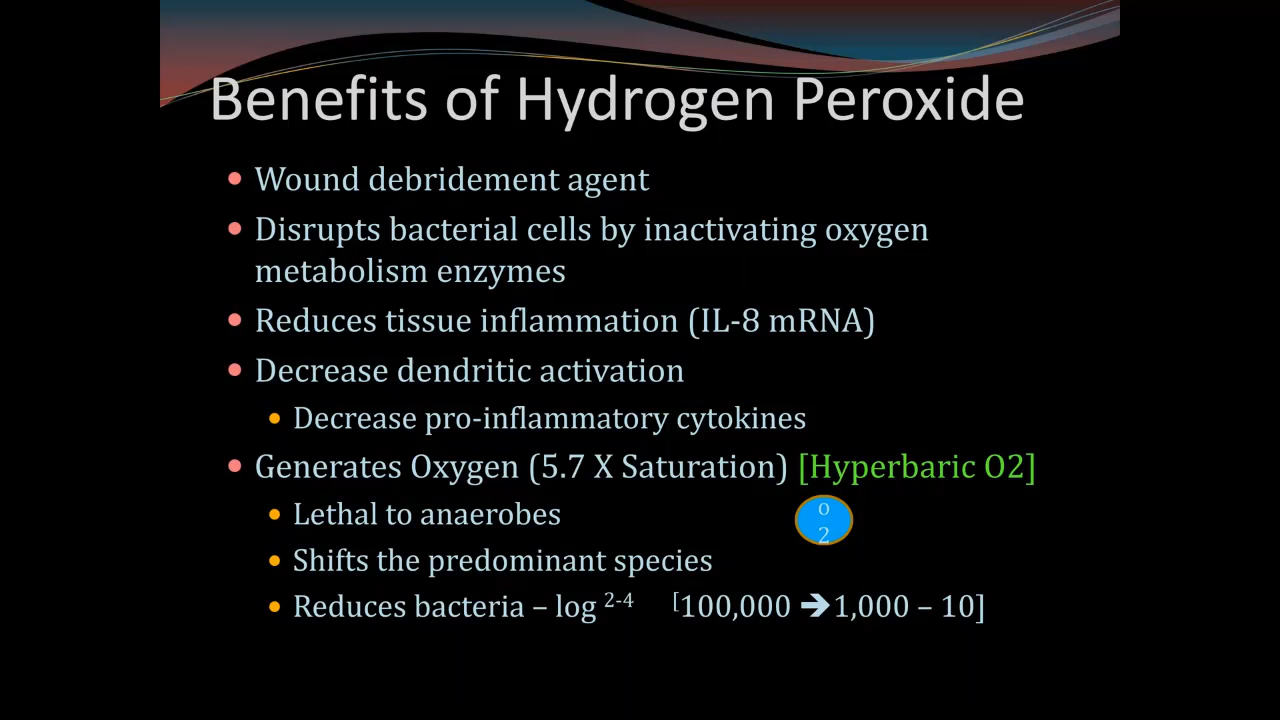 Benefits of Hydrogen Peroxide
• Wound debridement agent
• Disrupts bacterial cells by inactivating oxygen
metabolism enzymes
• Reduces tissue inflammation (IL-8 mRNA)
• Decrease dendritic activation
• Decrease pro-inflammatory cytokines
• Generates Oxygen (5.7 X Saturation) [Hyperbaric O2]
• Lethal to anaerobes
o
2
• Shifts the predominant species
• Reduces bacteria – log 2-4 [100,000 ➔1,000 – 10]